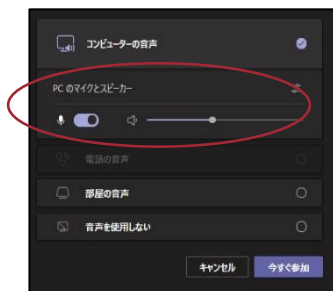 コンピューターの音声
PC のマイクとスピーカー
電話の音声
部屋の音声
音声を使用しない
キャンセル
今すぐ参加